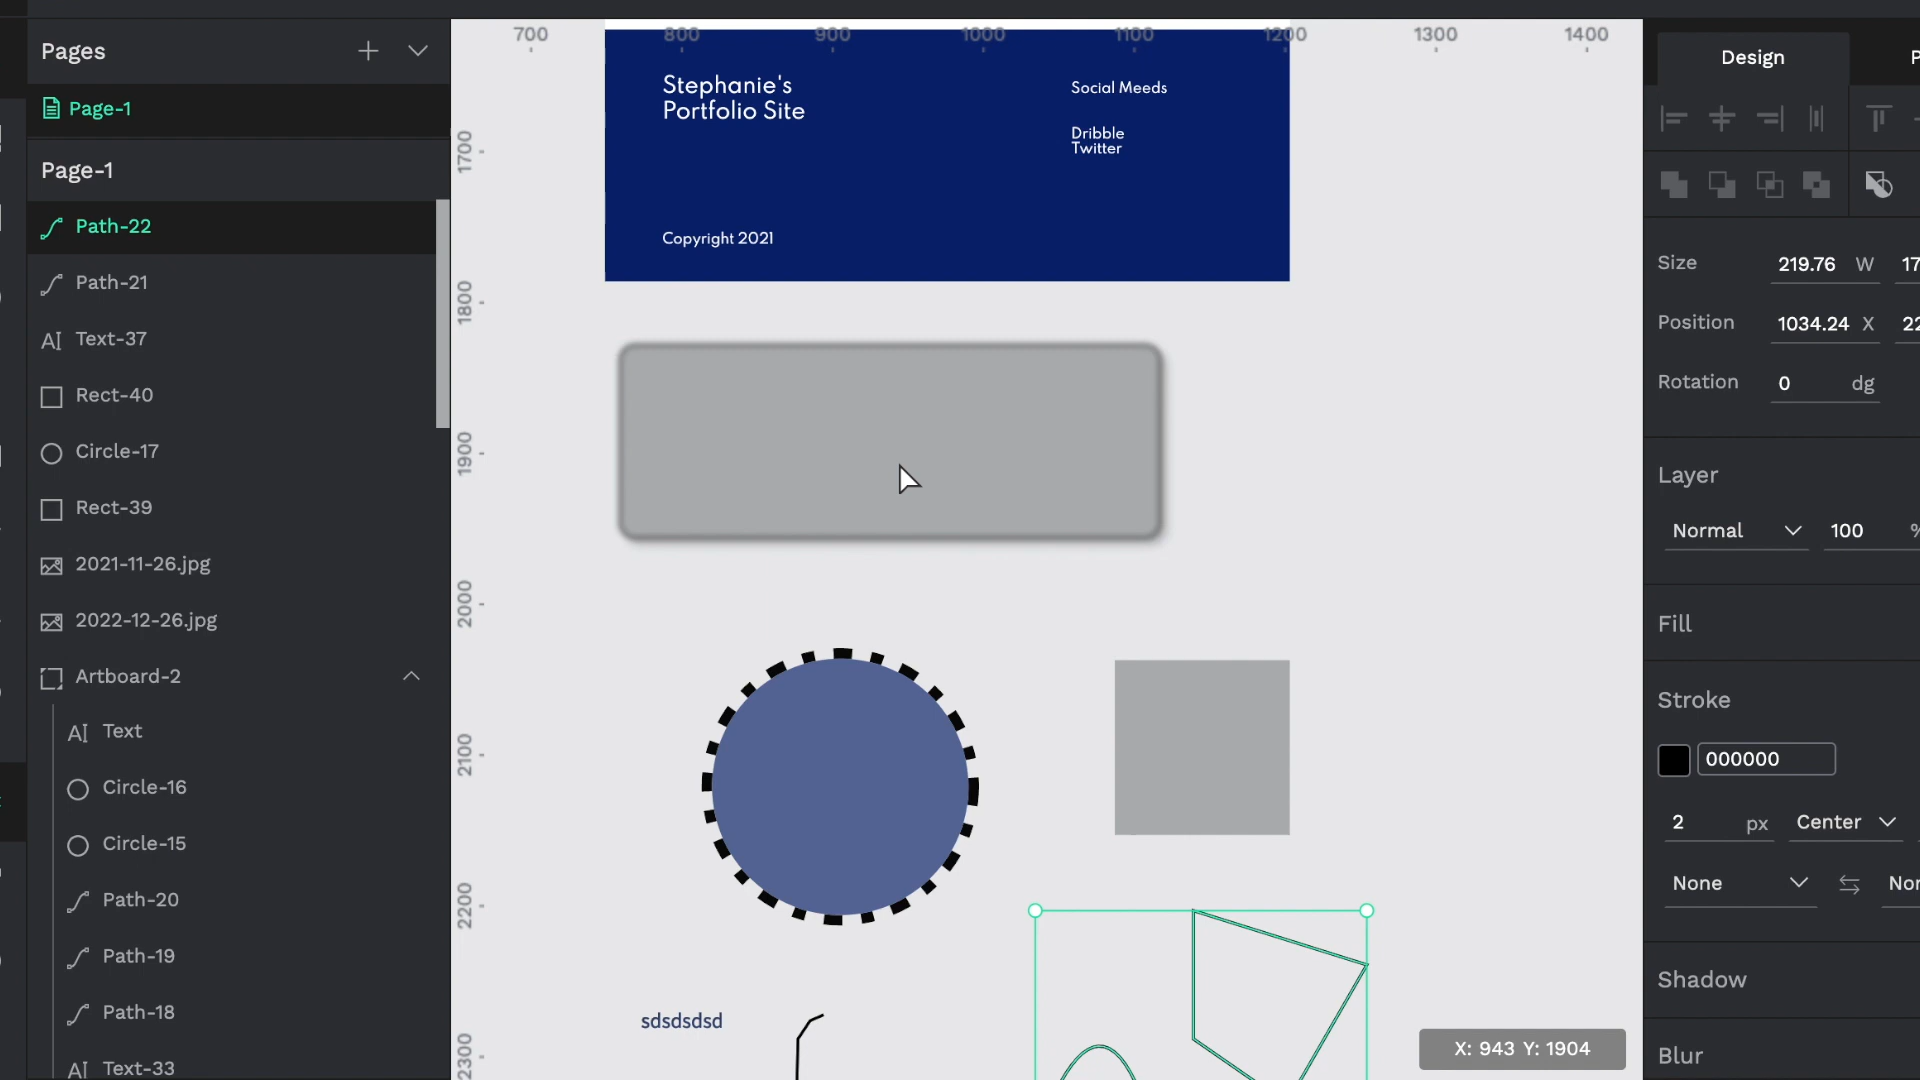 Pages
Page-1
Page-1
Path-22
Path-21
Text-37
Rect-40
Circle-17
Rect-39
2021-11-26.jpg
2022-12-26.jpg
Artboard-2
Text
Circle-16
Circle-15
Path-20
Path-19
Path-18
Text-33
700 800 900 1000 1100 1200 1300 1400
1700
1800
1900
2000
2100
2200
2300
Stephanie's
Portfolio Site
Social Meeds
Dribble
Twitter
Copyright 2021
sdsdsdsd
X: 943 Y: 1904
Design
Size 219.76 W 17
Position 1034.24 X 22
Rotation 0 dg
Layer
Normal 100 %
Fill
Stroke
000000
2 px Center
None
Shadow
Blur